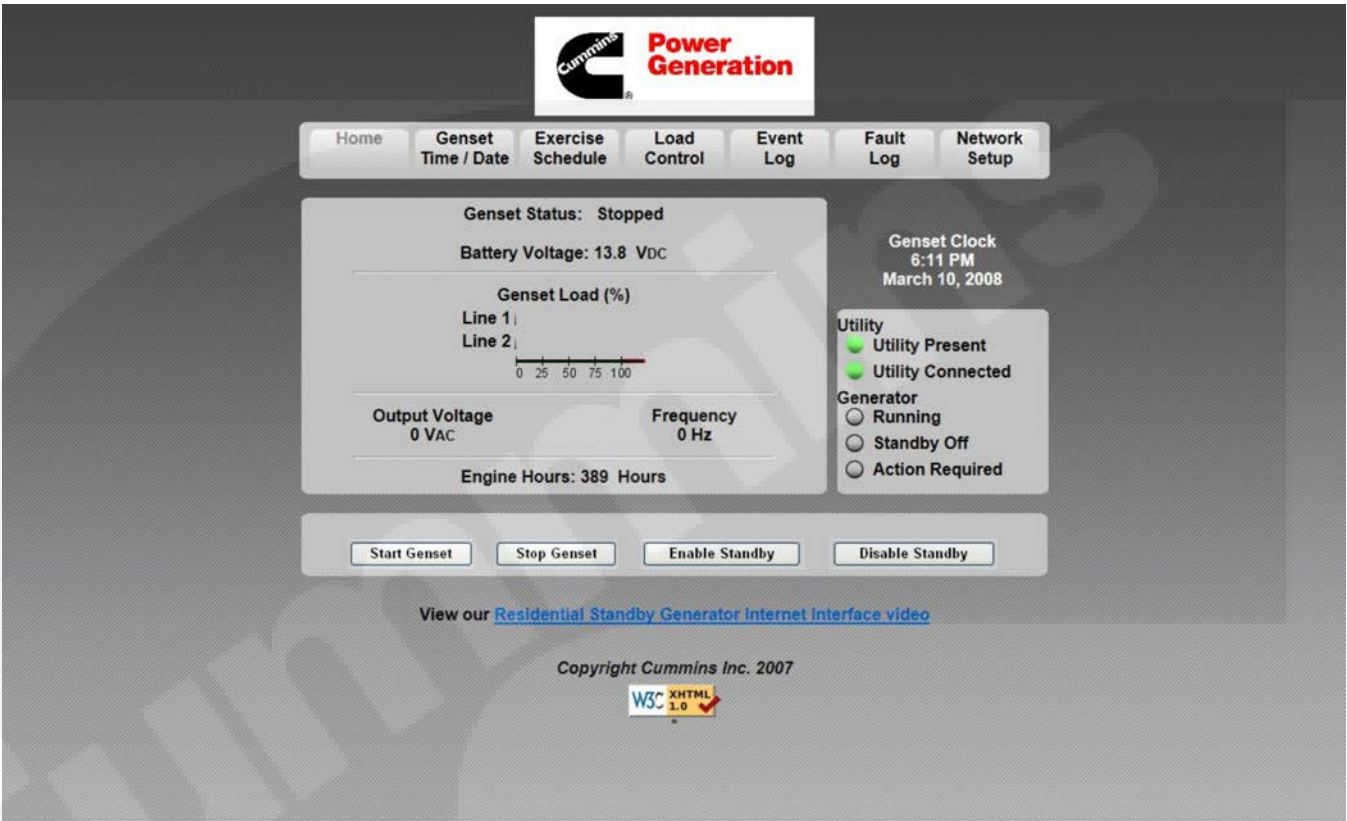 Cummins
Power
Generation
Home
Genset
Time / Date
Exercise
Schedule
Load
Control
Event
Log
Fault
Log
Network
Setup
Genset Status: Stopped
Battery Voltage: 13.8 VDC
Genset Load (%)
Line 1
Line 2
0 25 50 75 100
Output Voltage
0 VAC
Frequency
0 Hz
Engine Hours: 389 Hours
Genset Clock
6:11 PM
March 10, 2008
Utility
Utility Present
Utility Connected
Generator
Running
Standby Off
Action Required
Start Genset
Stop Genset
Enable Standby
Disable Standby
View our Residential Standby Generator Internet Interface video
Copyright Cummins Inc. 2007
W3C XHTML
1.0
cummins